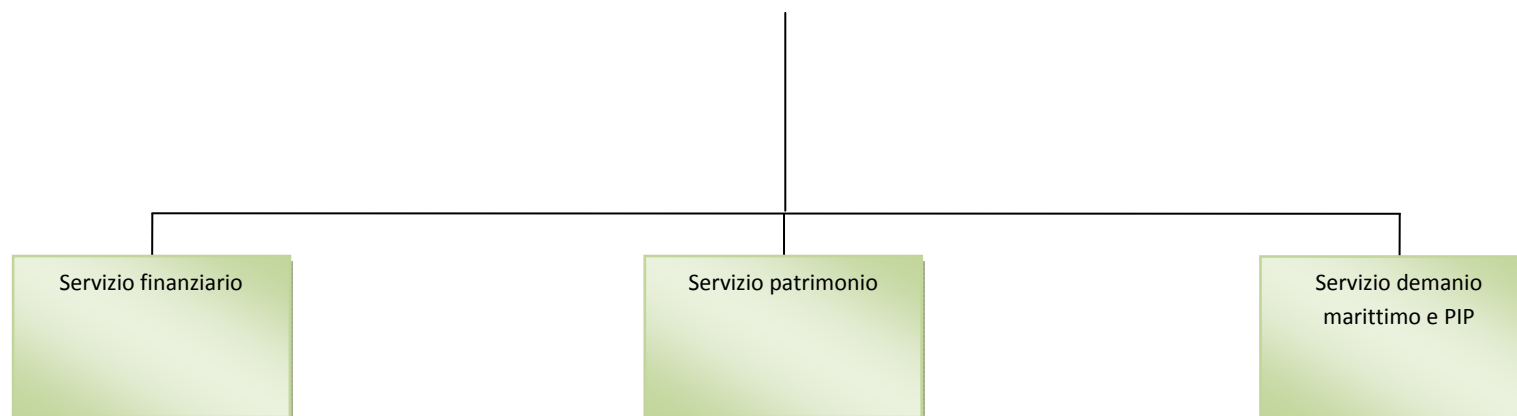 Servizio finanziario
Servizio patrimonio
Servizio demanio
marittimo e PIP